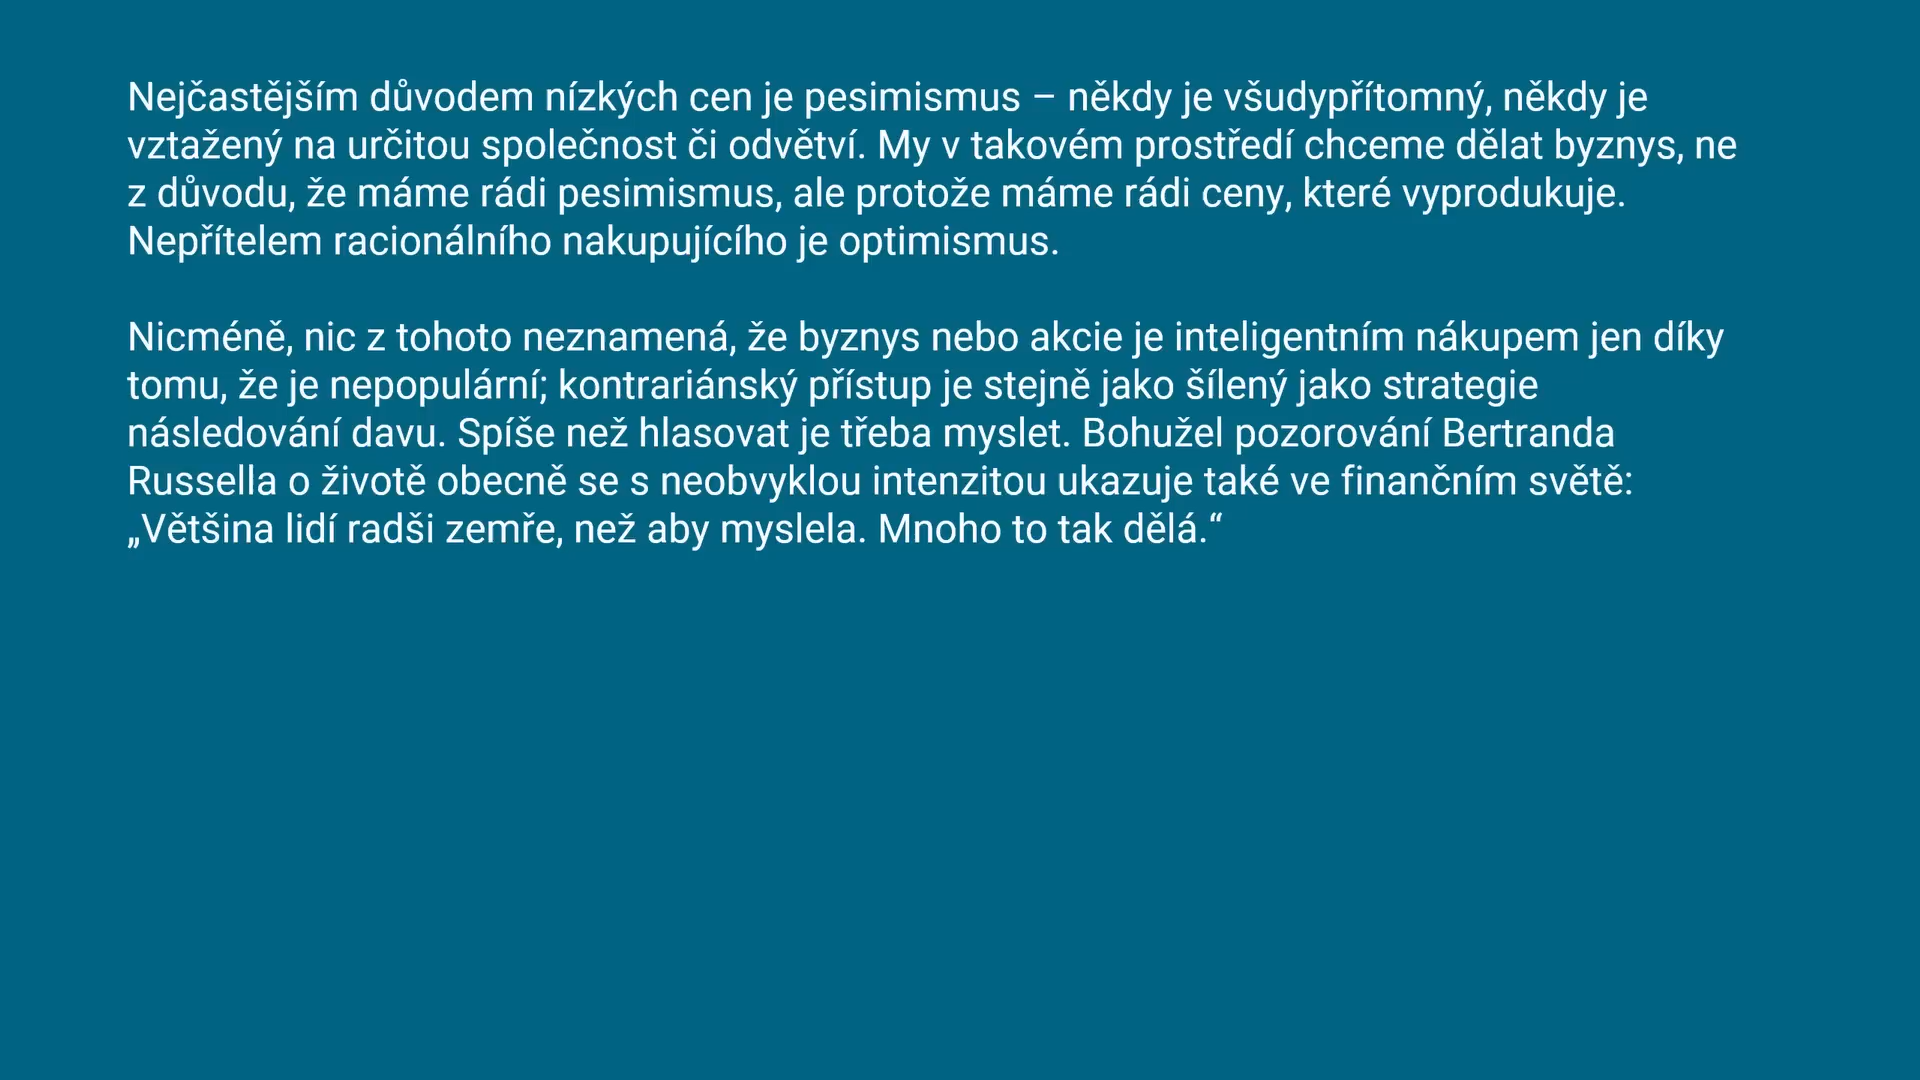 Nejčastějším důvodem nízkých cen je pesimismus – někdy je všudypřítomný, někdy je
vztažený na určitou společnost či odvětví. My v takovém prostředí chceme dělat byznys, ne
z důvodu, že máme rádi pesimismus, ale protože máme rádi ceny, které vyprodukuje.
Nepřítelem racionálního nakupujícího je optimismus.
Nicméně, nic z tohoto neznamená, že byznys nebo akcie je inteligentním nákupem jen díky
tomu, že je nepopulární; kontrariánský přístup je stejně jako šílený jako strategie
následování davu. Spíše než hlasovat je třeba myslet. Bohužel pozorování Bertranda
Russella o životě obecně se s neobvyklou intenzitou ukazuje také ve finančním světě:
„Většina lidí radši zemře, než aby myslela. Mnoho to tak dělá.“